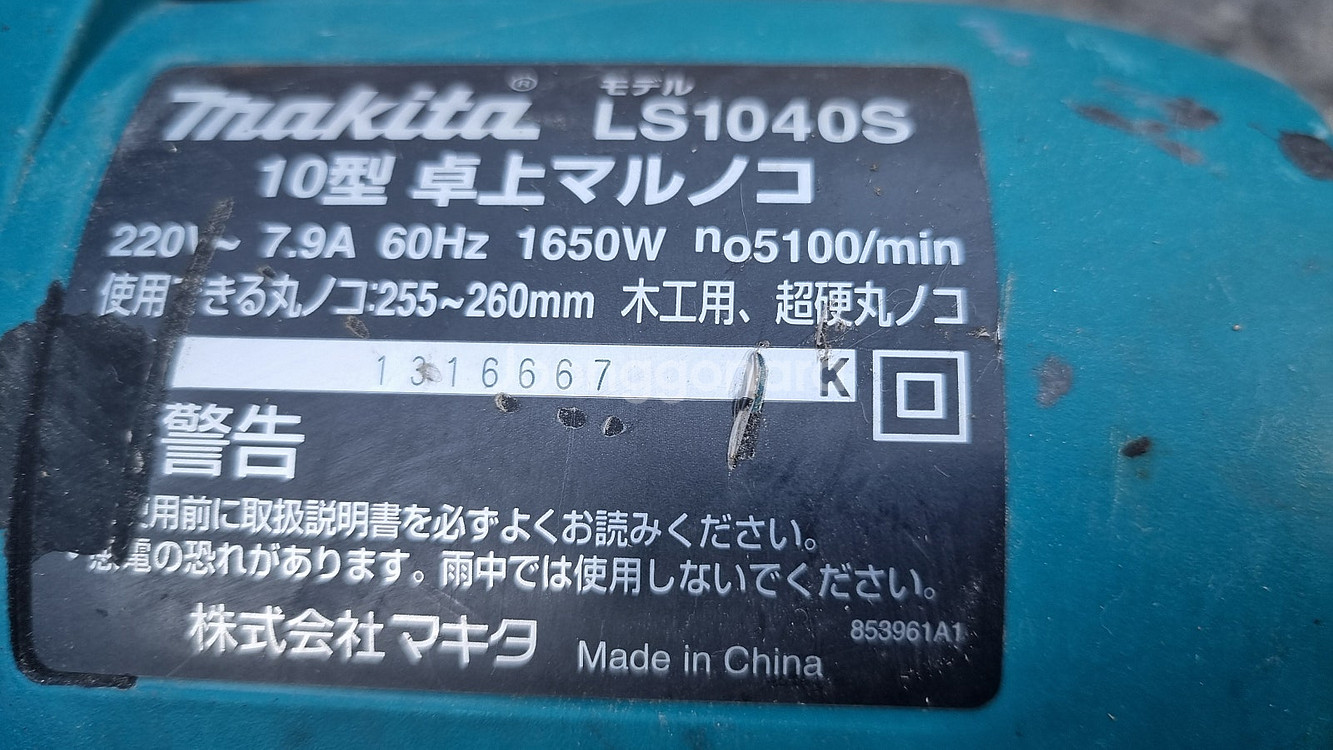 makita® モデル LS1040S
10型 卓上マルノコ
220V~ 7.9A 60Hz 1650W no5100/min
使用できる丸ノコ:255~260mm 木工用、超硬丸ノコ
1316667 K
警告
使用前に取扱説明書を必ずよくお読みください。
感電の恐れがあります。雨中では使用しないでください。
株式会社マキタ Made in China
853961A1